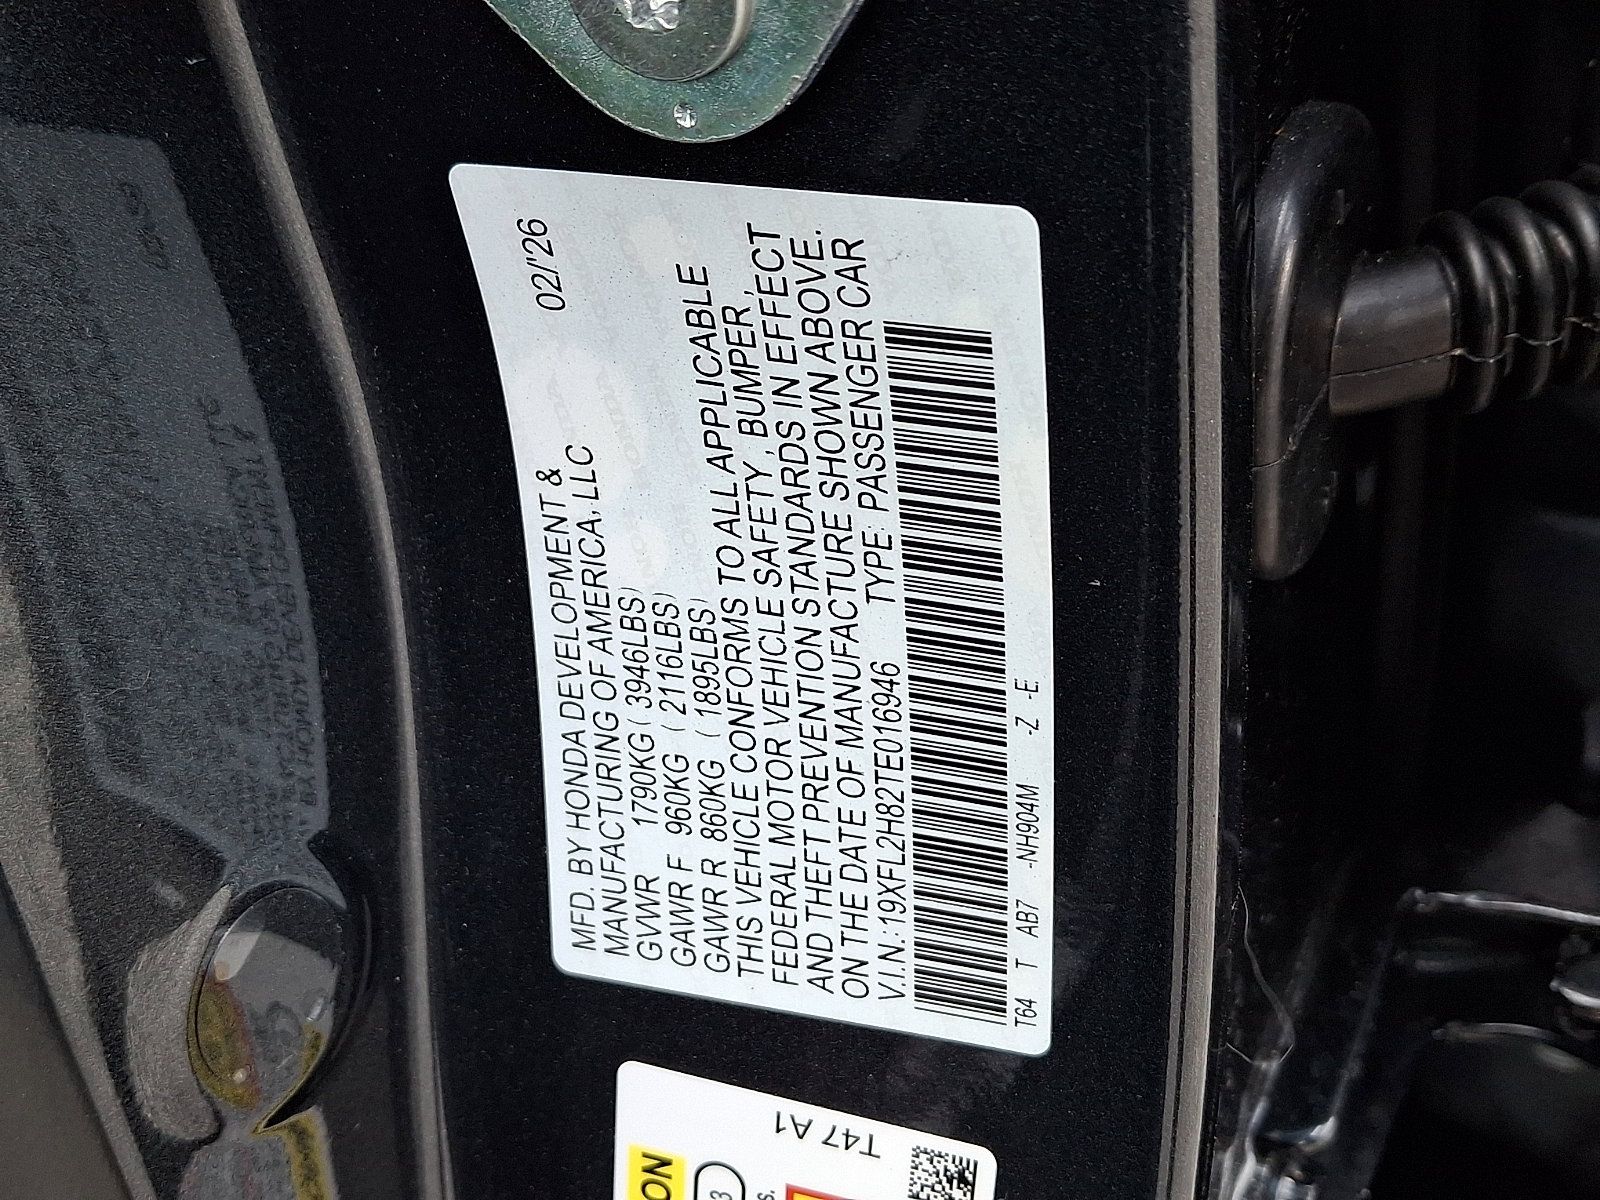 MFD. BY HONDA DEVELOPMENT &
MANUFACTURING OF AMERICA, LLC
02/'26
GVWR 1790KG ( 3946LBS)
GAWR F 960KG ( 2116LBS)
GAWR R 860KG ( 1895LBS)
THIS VEHICLE CONFORMS TO ALL APPLICABLE
FEDERAL MOTOR VEHICLE SAFETY, BUMPER,
AND THEFT PREVENTION STANDARDS IN EFFECT
ON THE DATE OF MANUFACTURE SHOWN ABOVE.
V.I.N.: 19XFL2H82TE016946 TYPE: PASSENGER CAR
T64 T AB7 -NH904M -Z -E
T47 A1